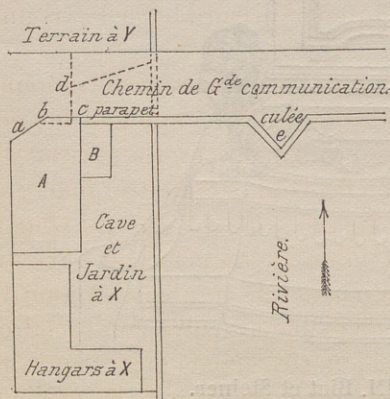 Terrain à Y
d Chemin de Gde communication
a b c parapet culée
e
A B
Cave
et
Jardin
à X
Rivière.
Hangars à X